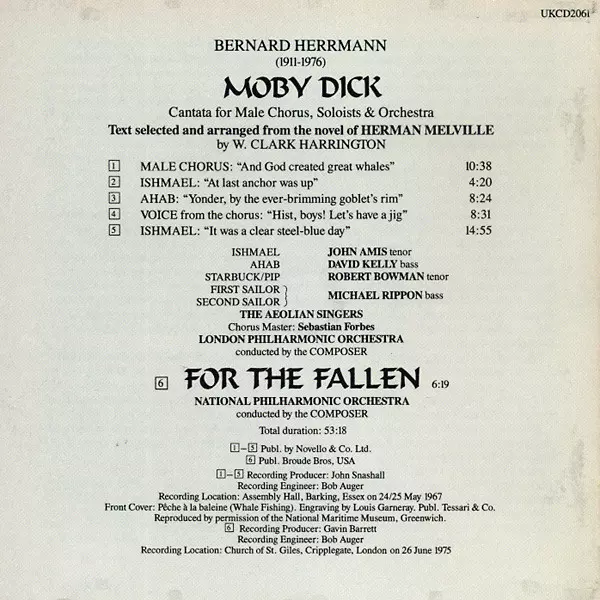 UKCD2061
BERNARD HERRMANN
(1911-1976)
MOBY DICK
Cantata for Male Chorus, Soloists & Orchestra
Text selected and arranged from the novel of HERMAN MELVILLE
by W. CLARK HARRINGTON
1 MALE CHORUS: “And God created great whales” 10:38
2 ISHMAEL: “At last anchor was up” 4:20
3 AHAB: “Yonder, by the ever-brimming goblet's rim” 8:24
4 VOICE from the chorus: “Hist, boys! Let's have a jig” 8:31
5 ISHMAEL: “It was a clear steel-blue day” 14:55
ISHMAEL JOHN AMIS tenor
AHAB DAVID KELLY bass
STARBUCK/PIP ROBERT BOWMAN tenor
FIRST SAILOR
SECOND SAILOR } MICHAEL RIPPON bass
THE AEOLIAN SINGERS
Chorus Master: Sebastian Forbes
LONDON PHILHARMONIC ORCHESTRA
conducted by the COMPOSER
6 FOR THE FALLEN 6:19
NATIONAL PHILHARMONIC ORCHESTRA
conducted by the COMPOSER
Total duration: 53:18
1–5 Publ. by Novello & Co. Ltd.
6 Publ. Broude Bros, USA
1–5 Recording Producer: John Snashall
Recording Engineer: Bob Auger
Recording Location: Assembly Hall, Barking, Essex on 24/25 May 1967
Front Cover: Pêche à la baleine (Whale Fishing). Engraving by Louis Garneray. Publ. Tessari & Co.
Reproduced by permission of the National Maritime Museum, Greenwich.
6 Recording Producer: Gavin Barrett
Recording Engineer: Bob Auger
Recording Location: Church of St. Giles, Cripplegate, London on 26 June 1975